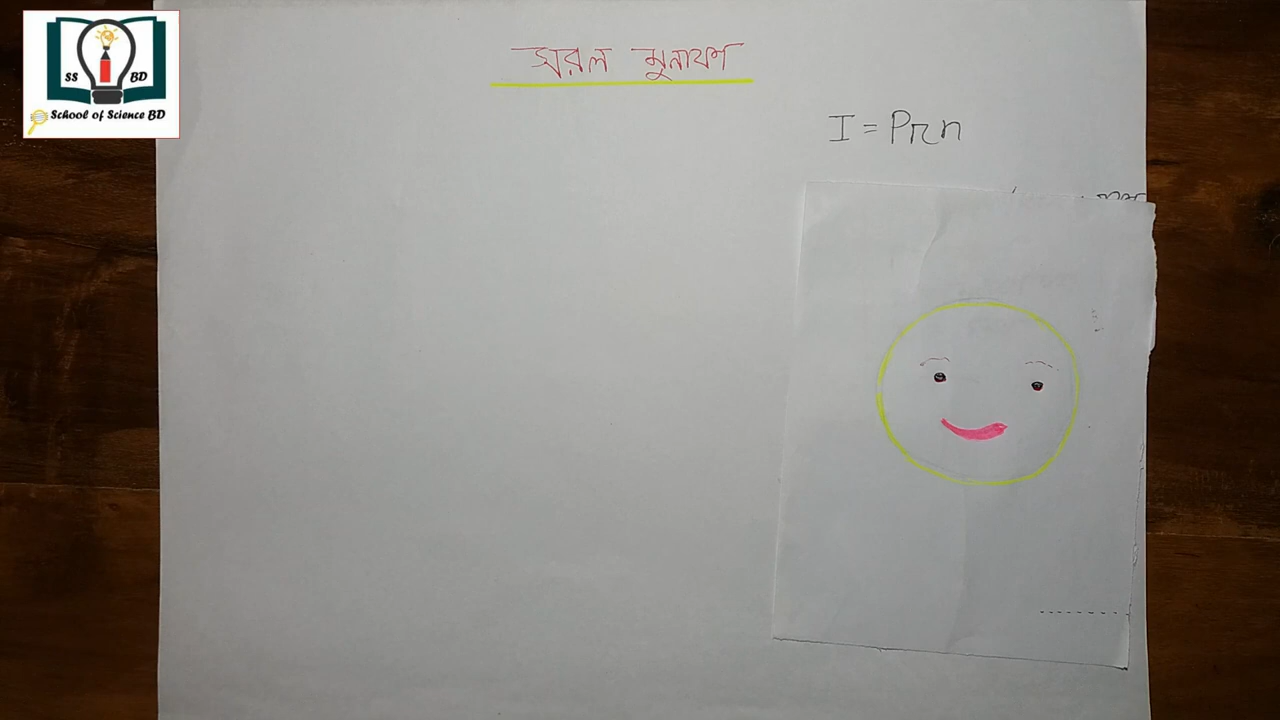 SS BD
School of Science BD
সরল মুনাফা
I = Prn